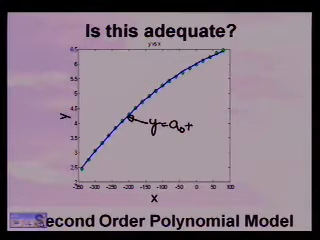 Is this adequate?
y vs x
6.5
6
5.5
5
4.5
4
3.5
3
2.5
2
y
y=a₀+
-350 -300 -250 -200 -150 -100 -50 0 50 100
x
Second Order Polynomial Model